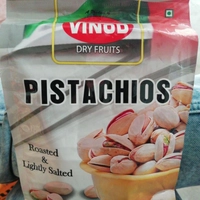 VINOD
DRY FRUITS
PISTACHIOS
Roasted
&
Lightly Salted